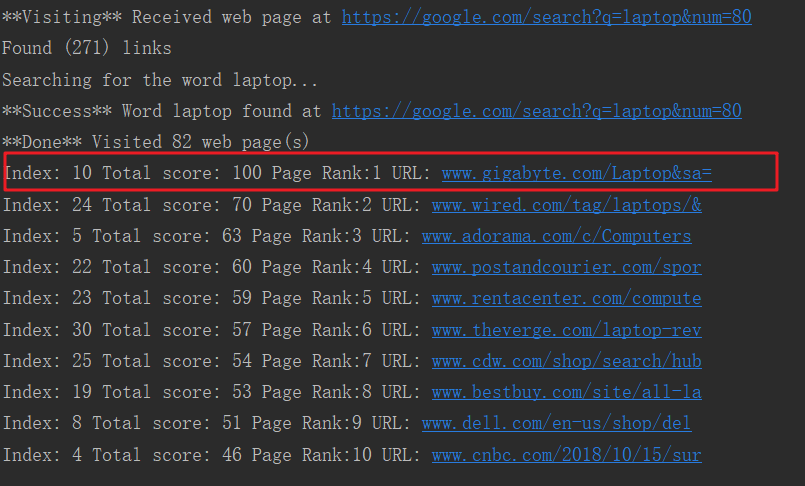 **Visiting** Received web page at https://google.com/search?q=laptop&num=80
Found (271) links
Searching for the word laptop...
**Success** Word laptop found at https://google.com/search?q=laptop&num=80
**Done** Visited 82 web page(s)
Index: 10 Total score: 100 Page Rank:1 URL: www.gigabyte.com/Laptop&sa=
Index: 24 Total score: 70 Page Rank:2 URL: www.wired.com/tag/laptops/&
Index: 5 Total score: 63 Page Rank:3 URL: www.adorama.com/c/Computers
Index: 22 Total score: 60 Page Rank:4 URL: www.postandcourier.com/spor
Index: 23 Total score: 59 Page Rank:5 URL: www.rentacenter.com/compute
Index: 30 Total score: 57 Page Rank:6 URL: www.theverge.com/laptop-rev
Index: 25 Total score: 54 Page Rank:7 URL: www.cdw.com/shop/search/hub
Index: 19 Total score: 53 Page Rank:8 URL: www.bestbuy.com/site/all-la
Index: 8 Total score: 51 Page Rank:9 URL: www.dell.com/en-us/shop/del
Index: 4 Total score: 46 Page Rank:10 URL: www.cnbc.com/2018/10/15/sur